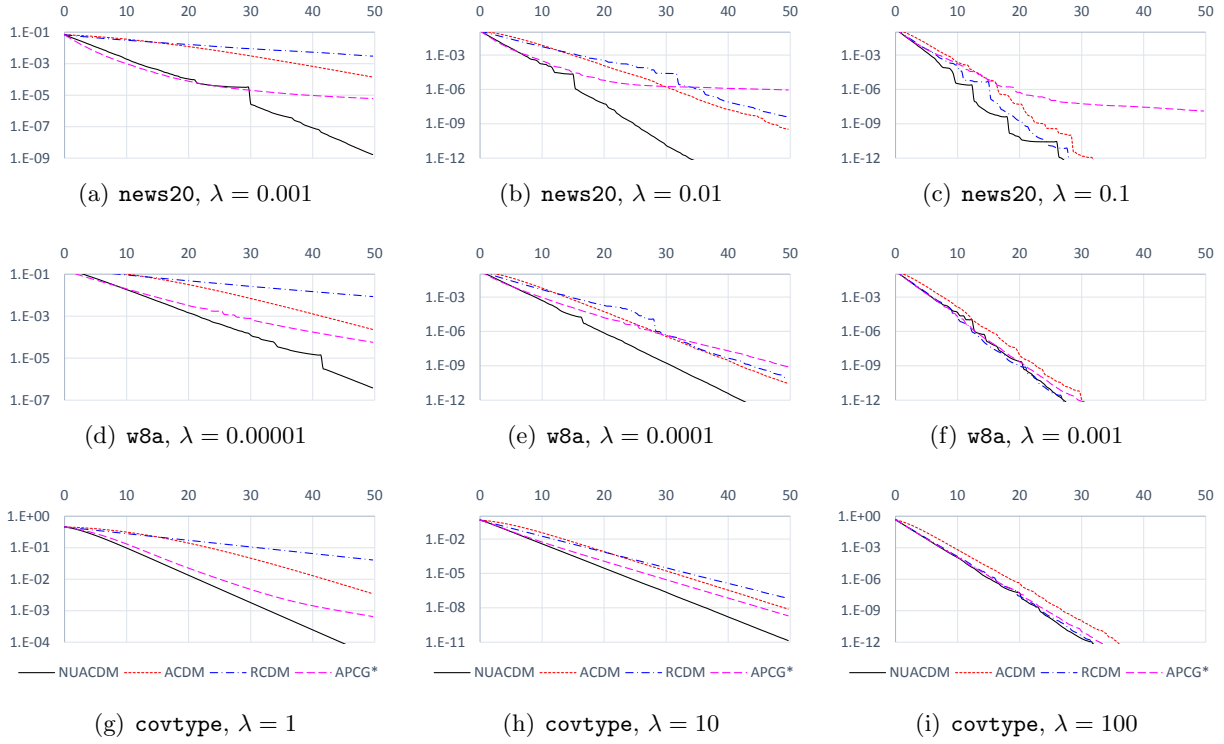 0 10 20 30 40 50
1.E-01
1.E-03
1.E-05
1.E-07
1.E-09
(a) news20, λ = 0.001
0 10 20 30 40 50
1.E-03
1.E-06
1.E-09
1.E-12
(b) news20, λ = 0.01
0 10 20 30 40 50
1.E-03
1.E-06
1.E-09
1.E-12
(c) news20, λ = 0.1
0 10 20 30 40 50
1.E-01
1.E-03
1.E-05
1.E-07
(d) w8a, λ = 0.00001
0 10 20 30 40 50
1.E-03
1.E-06
1.E-09
1.E-12
(e) w8a, λ = 0.0001
0 10 20 30 40 50
1.E-03
1.E-06
1.E-09
1.E-12
(f) w8a, λ = 0.001
0 10 20 30 40 50
1.E+00
1.E-01
1.E-02
1.E-03
1.E-04
NUACDM ACDM RCDM APCG*
(g) covtype, λ = 1
0 10 20 30 40 50
1.E-02
1.E-05
1.E-08
1.E-11
NUACDM ACDM RCDM APCG*
(h) covtype, λ = 10
0 10 20 30 40 50
1.E+00
1.E-03
1.E-06
1.E-09
1.E-12
NUACDM ACDM RCDM APCG*
(i) covtype, λ = 100